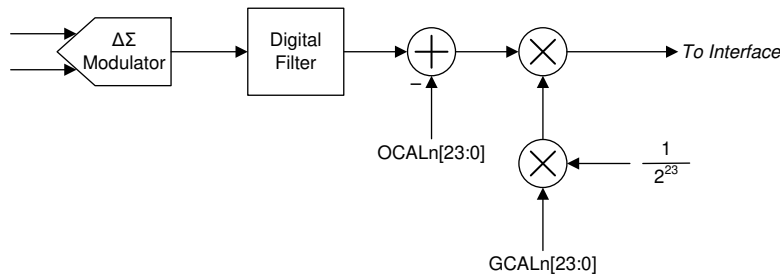 ΔΣ
Modulator
Digital
Filter
–
To Interface
OCALn[23:0]
1
2^23
GCALn[23:0]